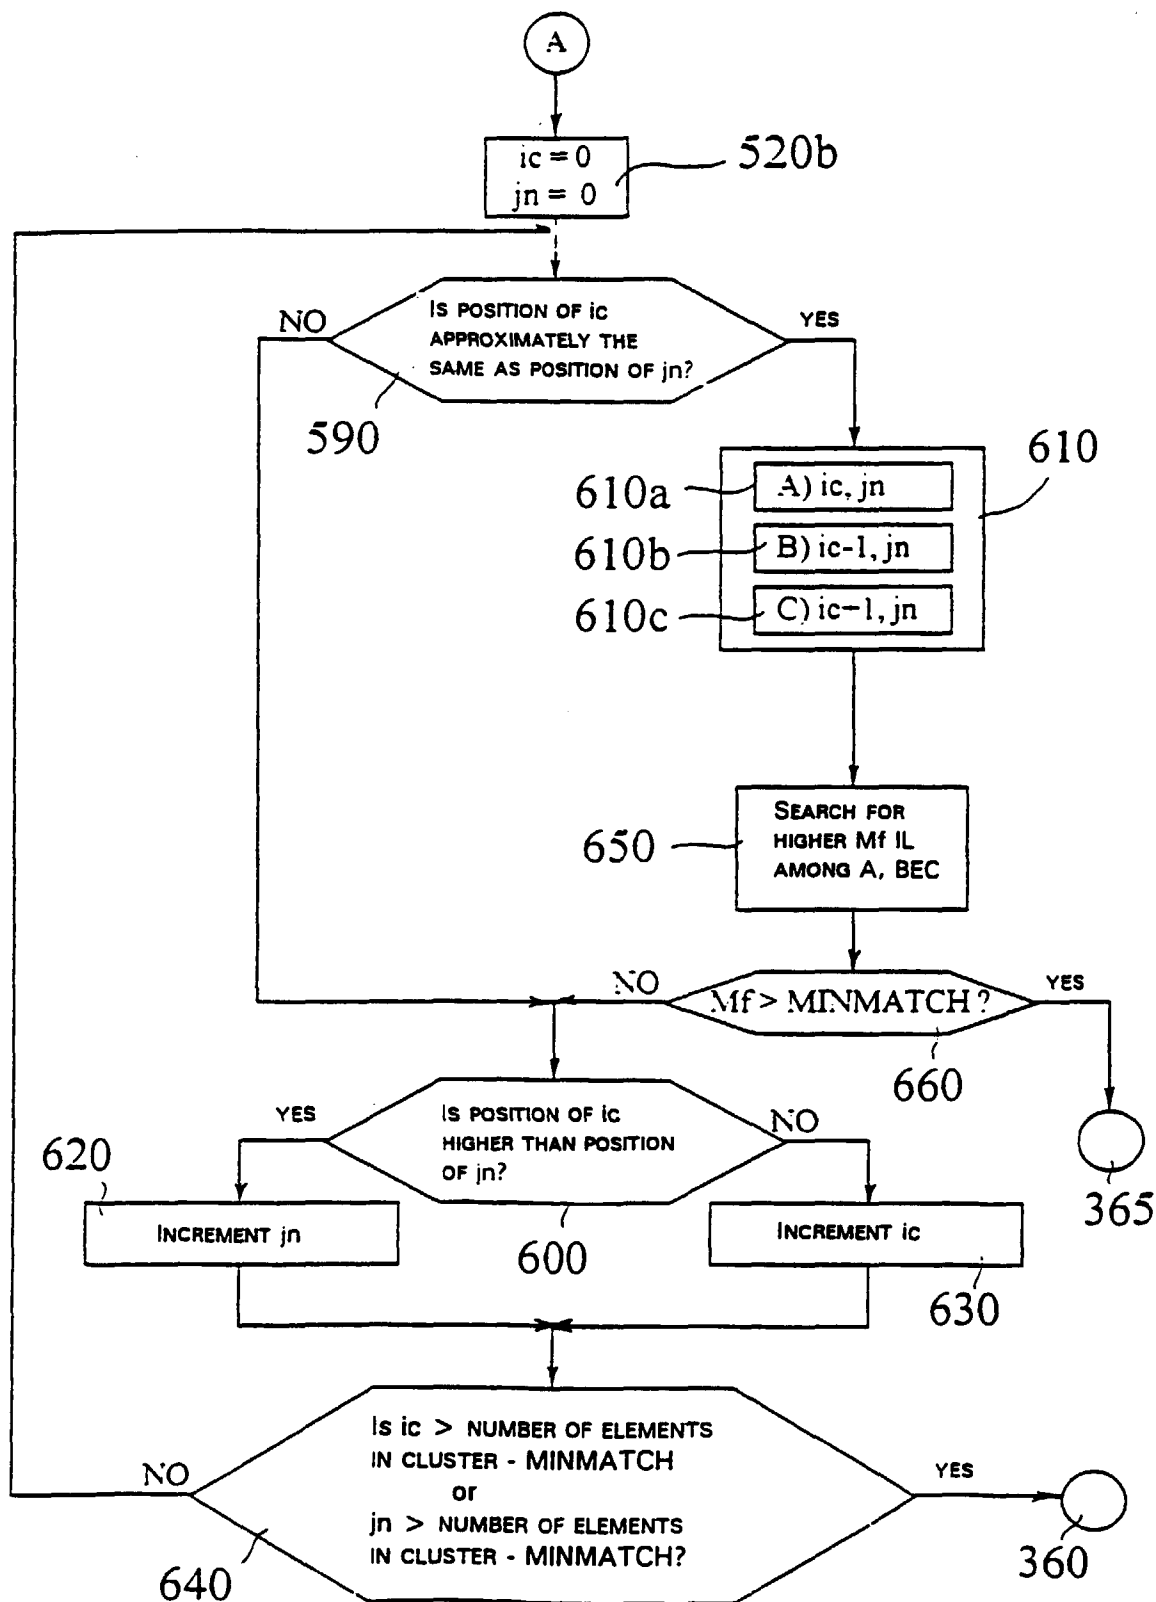 A
ic = 0
jn = 0
520b
IS POSITION OF ic
APPROXIMATELY THE
SAME AS POSITION OF jn?
NO
YES
590
610
A) ic, jn
610a
B) ic-1, jn
610b
C) ic-1, jn
610c
SEARCH FOR
HIGHER Mf IL
AMONG A, BEC
650
Mf > MINMATCH?
NO
YES
660
365
IS POSITION OF ic
HIGHER THAN POSITION
OF jn?
YES
NO
600
620
INCREMENT jn
INCREMENT ic
630
Is ic > NUMBER OF ELEMENTS
IN CLUSTER - MINMATCH
or
jn > NUMBER OF ELEMENTS
IN CLUSTER - MINMATCH?
NO
YES
640
360